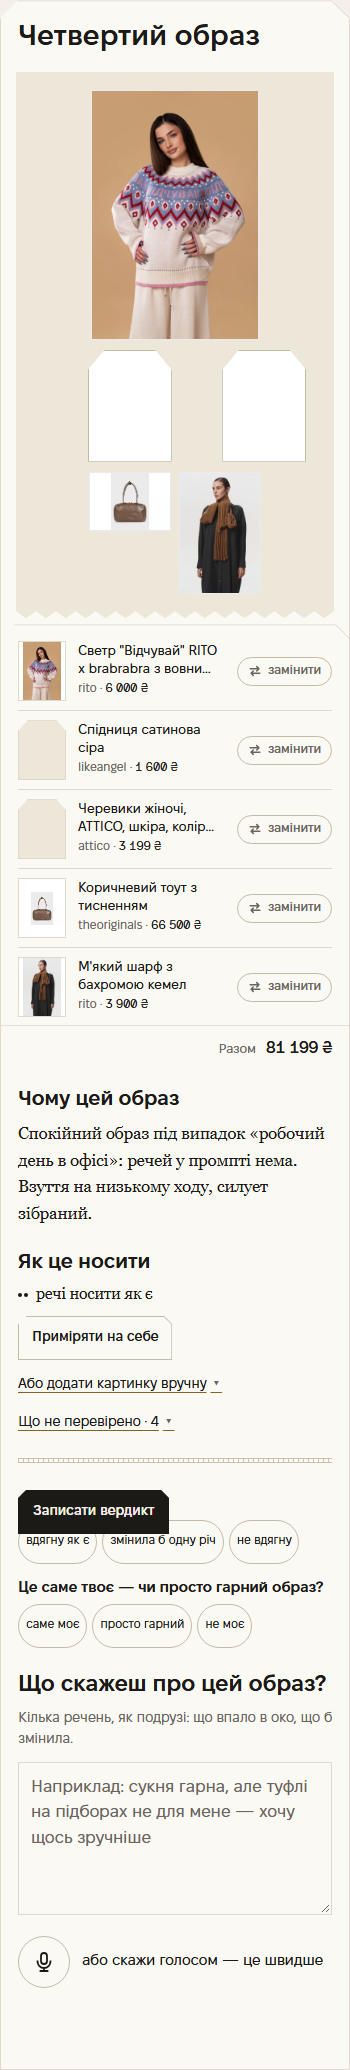 Четвертий образ
Светр "Відчувай" RITO
x brabrabra з вовни...
rito · 6 000 ₴
замінити
Спідниця сатинова
сіра
likeangel · 1 600 ₴
замінити
Черевики жіночі,
ATTICO, шкіра, колір...
attico · 3 199 ₴
замінити
Коричневий тоут з
тисненням
theoriginals · 66 500 ₴
замінити
М'який шарф з
бахромою кемел
rito · 3 900 ₴
замінити
Разом 81 199 ₴
Чому цей образ
Спокійний образ під випадок «робочий
день в офісі»: речей у промпті нема.
Взуття на низькому ходу, силует
зібраний.
Як це носити
•• речі носити як є
Приміряти на себе
Або додати картинку вручну
Що не перевірено · 4
Записати вердикт
вдягну як є змінила б одну річ не вдягну
Це саме твоє — чи просто гарний образ?
саме моє просто гарний не моє
Що скажеш про цей образ?
Кілька речень, як подрузі: що впало в око, що б
змінила.
Наприклад: сукня гарна, але туфлі
на підборах не для мене — хочу
щось зручніше
або скажи голосом — це швидше